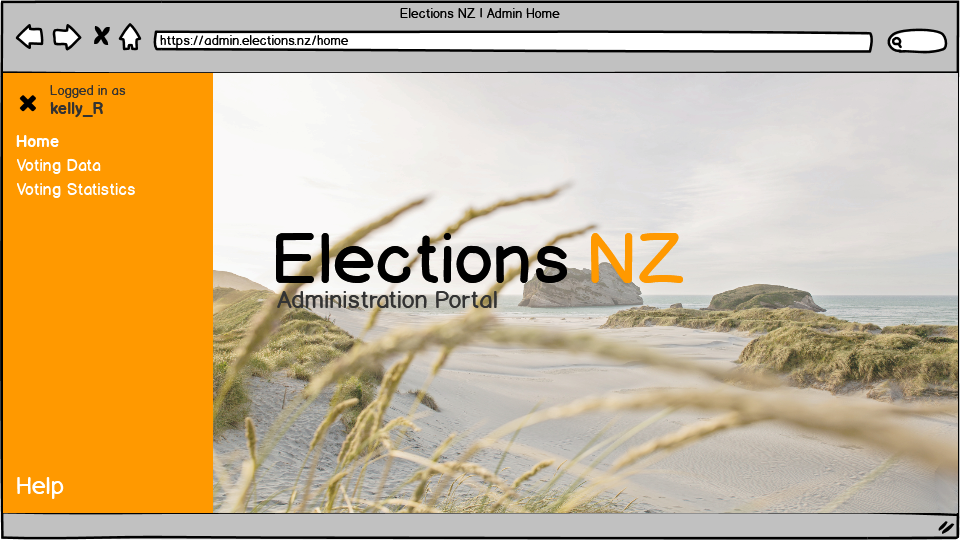 Elections NZ | Admin Home
https://admin.elections.nz/home
Logged in as
kelly_R
Home
Voting Data
Voting Statistics
Elections NZ
Administration Portal
Help